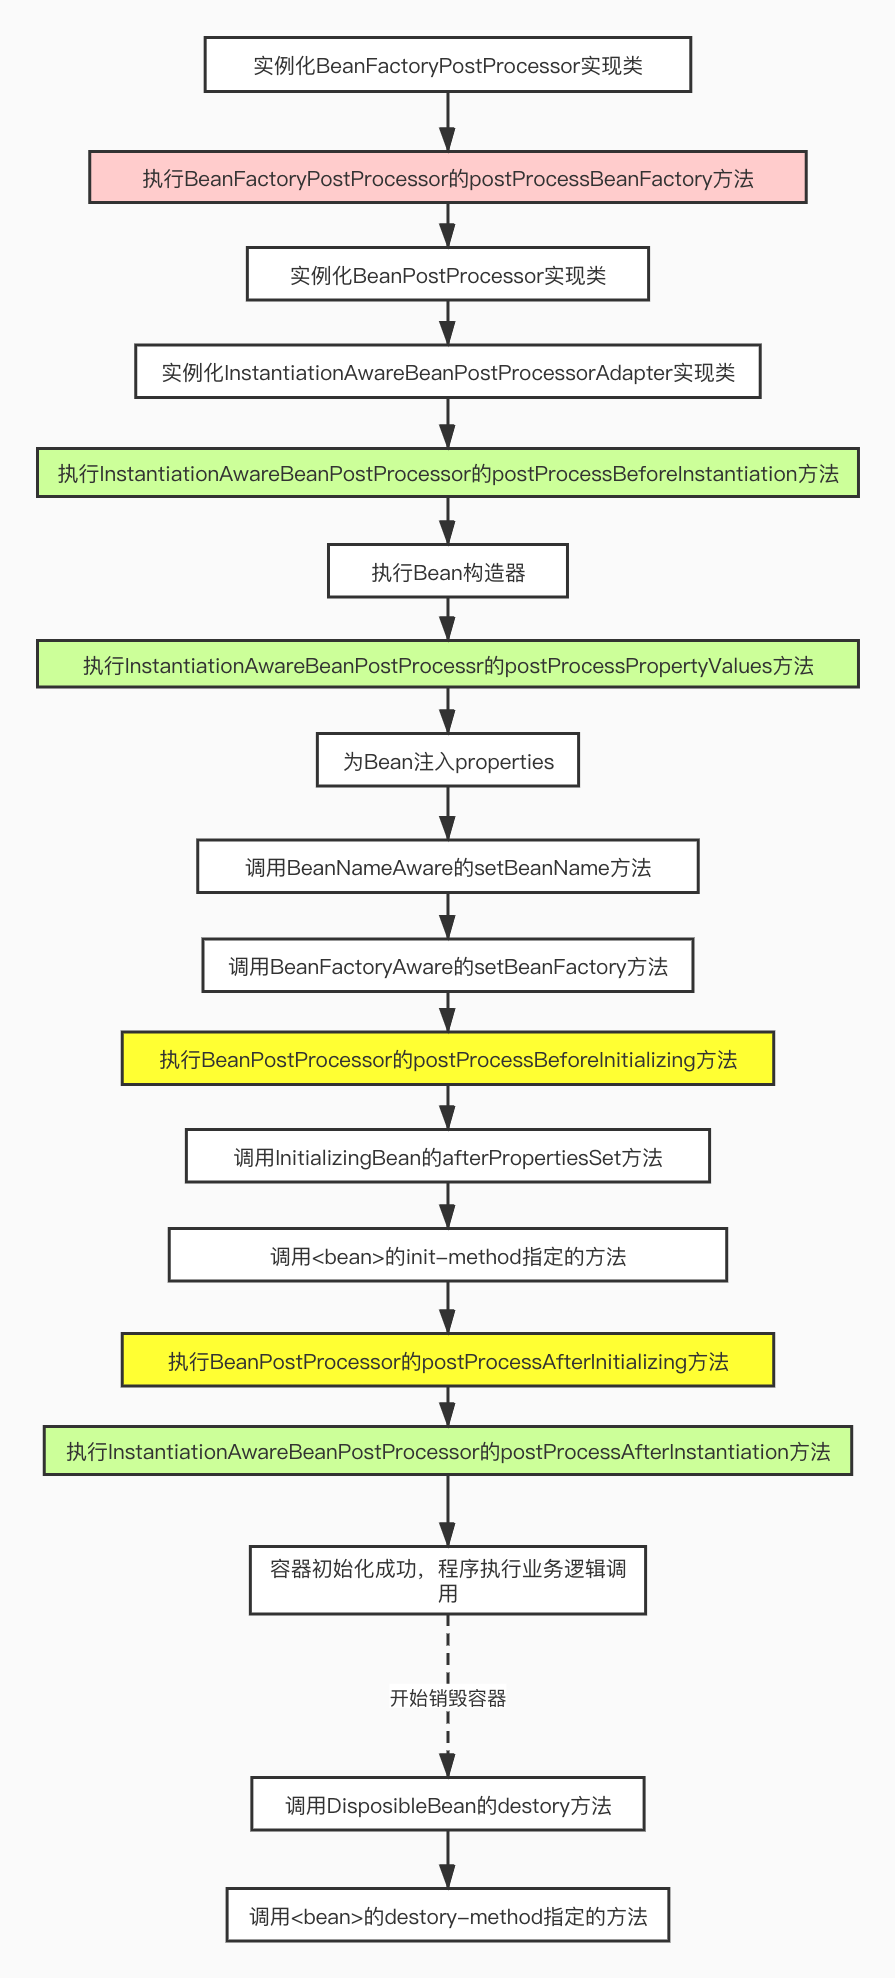 实例化BeanFactoryPostProcessor实现类
执行BeanFactoryPostProcessor的postProcessBeanFactory方法
实例化BeanPostProcessor实现类
实例化InstantiationAwareBeanPostProcessorAdapter实现类
执行InstantiationAwareBeanPostProcessor的postProcessBeforeInstantiation方法
执行Bean构造器
执行InstantiationAwareBeanPostProcessr的postProcessPropertyValues方法
为Bean注入properties
调用BeanNameAware的setBeanName方法
调用BeanFactoryAware的setBeanFactory方法
执行BeanPostProcessor的postProcessBeforeInitializing方法
调用InitializingBean的afterPropertiesSet方法
调用<bean>的init-method指定的方法
执行BeanPostProcessor的postProcessAfterInitializing方法
执行InstantiationAwareBeanPostProcessor的postProcessAfterInstantiation方法
容器初始化成功，程序执行业务逻辑调
用
开始销毁容器
调用DisposibleBean的destory方法
调用<bean>的destory-method指定的方法